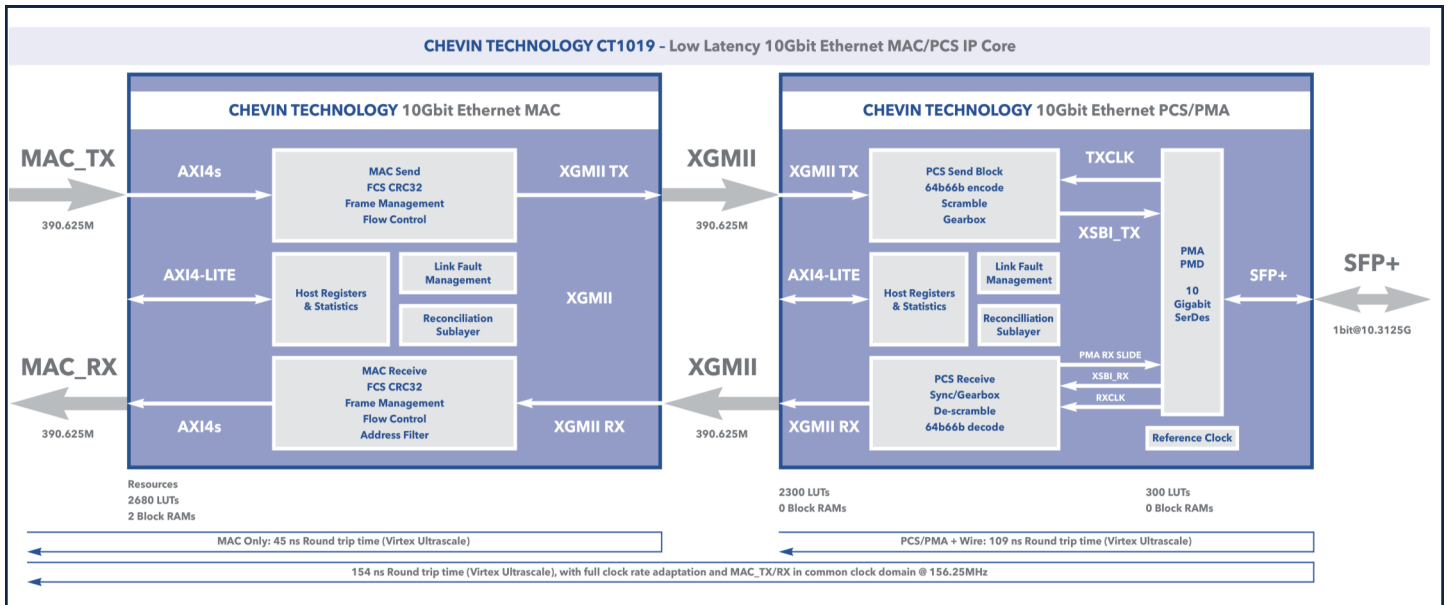 CHEVIN TECHNOLOGY CT1019 – Low Latency 10Gbit Ethernet MAC/PCS IP Core
CHEVIN TECHNOLOGY 10Gbit Ethernet MAC
MAC_TX
390.625M
AXI4s
MAC Send
FCS CRC32
Frame Management
Flow Control
XGMII TX
AXI4-LITE
Host Registers
& Statistics
Link Fault
Management
Reconciliation
Sublayer
XGMII
MAC_RX
390.625M
AXI4s
MAC Receive
FCS CRC32
Frame Management
Flow Control
Address Filter
XGMII RX
XGMII
390.625M
XGMII
390.625M
CHEVIN TECHNOLOGY 10Gbit Ethernet PCS/PMA
XGMII TX
PCS Send Block
64b66b encode
Scramble
Gearbox
TXCLK
XSBI_TX
AXI4-LITE
Host Registers
& Statistics
Link Fault
Management
Reconcilliation
Sublayer
PMA
PMD
10
Gigabit
SerDes
SFP+
SFP+
1bit@10.3125G
XGMII RX
PCS Receive
Sync/Gearbox
De-scramble
64b66b decode
PMA RX SLIDE
XSBI_RX
RXCLK
Reference Clock
Resources
2680 LUTs
2 Block RAMs
2300 LUTs
0 Block RAMs
300 LUTs
0 Block RAMs
MAC Only: 45 ns Round trip time (Virtex Ultrascale)
PCS/PMA + Wire: 109 ns Round trip time (Virtex Ultrascale)
154 ns Round trip time (Virtex Ultrascale), with full clock rate adaptation and MAC_TX/RX in common clock domain @ 156.25MHz